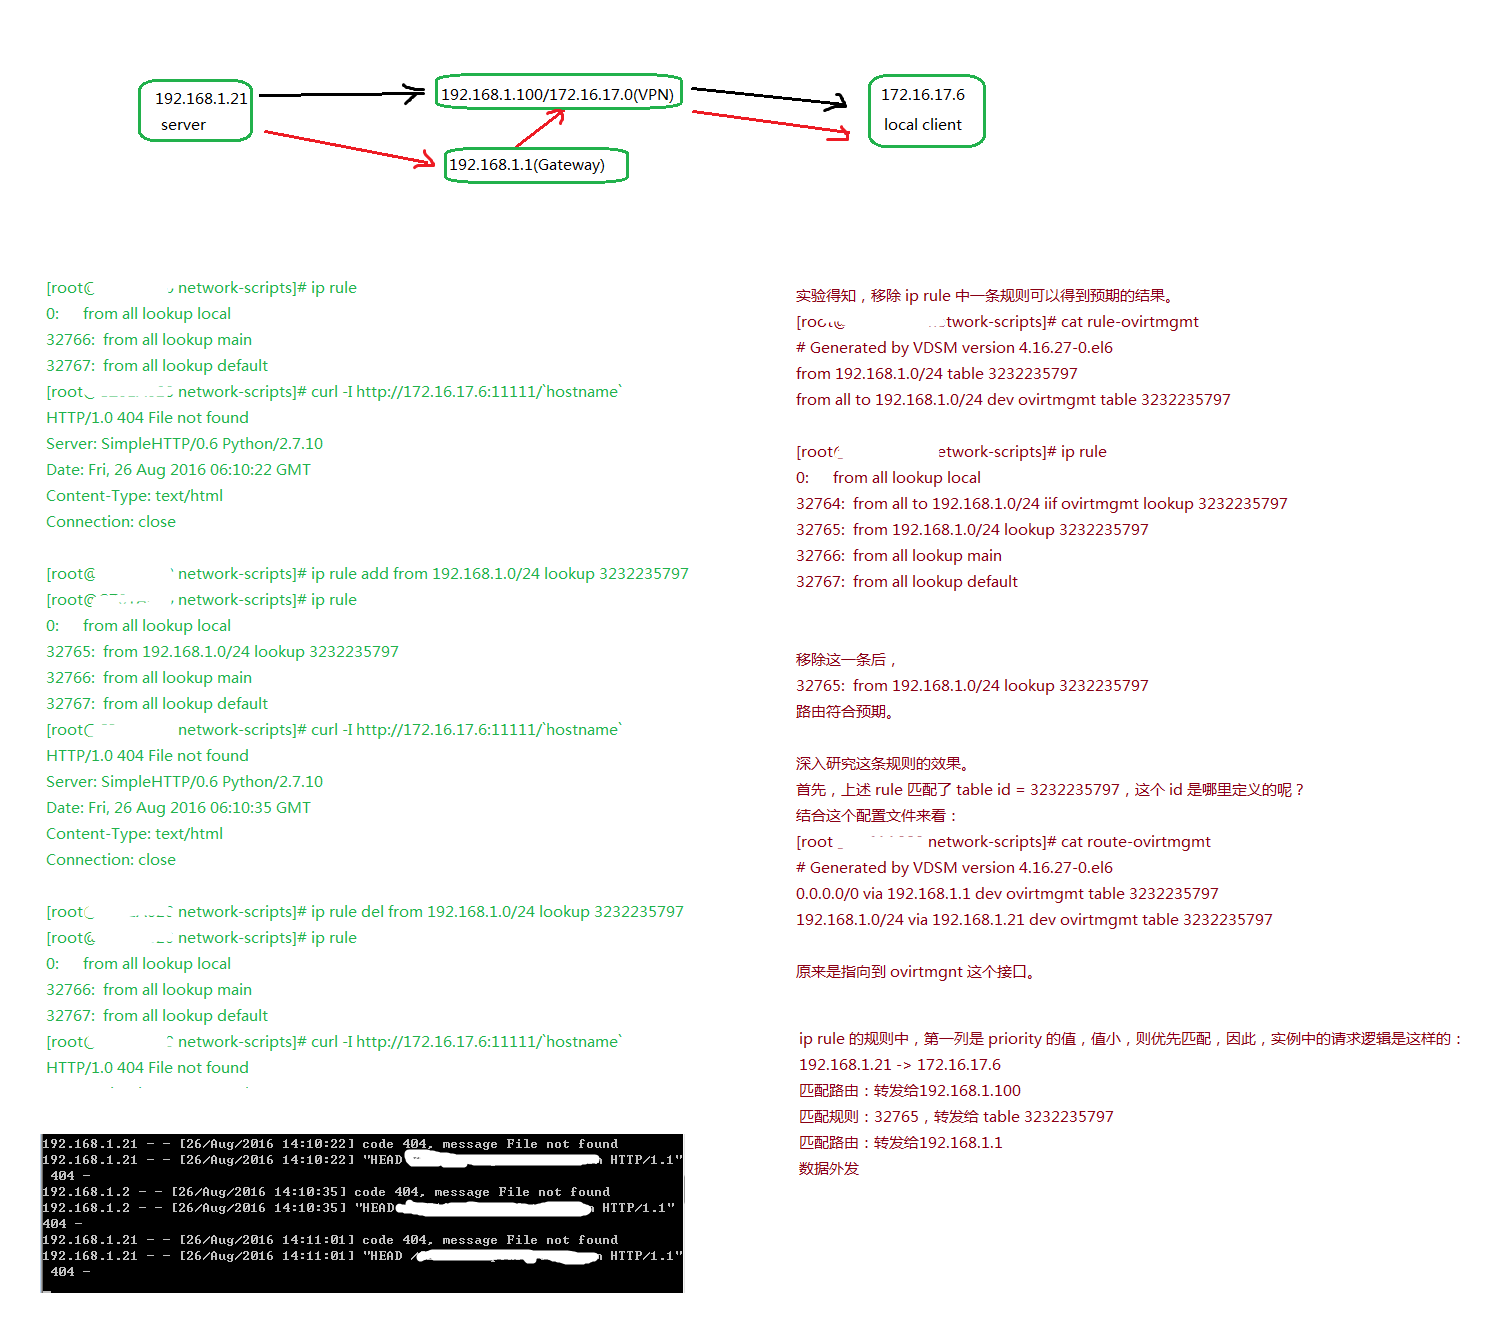 192.168.1.21
server
192.168.1.100/172.16.17.0(VPN)
192.168.1.1(Gateway)
172.16.17.6
local client
[root@ network-scripts]# ip rule
0: from all lookup local
32766: from all lookup main
32767: from all lookup default
[root@ network-scripts]# curl -I http://172.16.17.6:11111/`hostname`
HTTP/1.0 404 File not found
Server: SimpleHTTP/0.6 Python/2.7.10
Date: Fri, 26 Aug 2016 06:10:22 GMT
Content-Type: text/html
Connection: close
[root@ network-scripts]# ip rule add from 192.168.1.0/24 lookup 3232235797
[root@ network-scripts]# ip rule
0: from all lookup local
32765: from 192.168.1.0/24 lookup 3232235797
32766: from all lookup main
32767: from all lookup default
[root@ network-scripts]# curl -I http://172.16.17.6:11111/`hostname`
HTTP/1.0 404 File not found
Server: SimpleHTTP/0.6 Python/2.7.10
Date: Fri, 26 Aug 2016 06:10:35 GMT
Content-Type: text/html
Connection: close
[root@ network-scripts]# ip rule del from 192.168.1.0/24 lookup 3232235797
[root@ network-scripts]# ip rule
0: from all lookup local
32766: from all lookup main
32767: from all lookup default
[root@ network-scripts]# curl -I http://172.16.17.6:11111/`hostname`
HTTP/1.0 404 File not found
192.168.1.21 - - [26/Aug/2016 14:10:22] code 404, message File not found
192.168.1.21 - - [26/Aug/2016 14:10:22] "HEAD HTTP/1.1"
404 -
192.168.1.2 - - [26/Aug/2016 14:10:35] code 404, message File not found
192.168.1.2 - - [26/Aug/2016 14:10:35] "HEAD HTTP/1.1"
404 -
192.168.1.21 - - [26/Aug/2016 14:11:01] code 404, message File not found
192.168.1.21 - - [26/Aug/2016 14:11:01] "HEAD / HTTP/1.1"
404 -
实验得知，移除 ip rule 中一条规则可以得到预期的结果。
[root@ network-scripts]# cat rule-ovirtmgmt
# Generated by VDSM version 4.16.27-0.el6
from 192.168.1.0/24 table 3232235797
from all to 192.168.1.0/24 dev ovirtmgmt table 3232235797
[root@ network-scripts]# ip rule
0: from all lookup local
32764: from all to 192.168.1.0/24 iif ovirtmgmt lookup 3232235797
32765: from 192.168.1.0/24 lookup 3232235797
32766: from all lookup main
32767: from all lookup default
移除这一条后，
32765: from 192.168.1.0/24 lookup 3232235797
路由符合预期。
深入研究这条规则的效果。
首先，上述 rule 匹配了 table id = 3232235797，这个 id 是哪里定义的呢？
结合这个配置文件来看：
[root network-scripts]# cat route-ovirtmgmt
# Generated by VDSM version 4.16.27-0.el6
0.0.0.0/0 via 192.168.1.1 dev ovirtmgmt table 3232235797
192.168.1.0/24 via 192.168.1.21 dev ovirtmgmt table 3232235797
原来是指向到 ovirtmgnt 这个接口。
ip rule 的规则中，第一列是 priority 的值，值小，则优先匹配，因此，实例中的请求逻辑是这样的：
192.168.1.21 -> 172.16.17.6
匹配路由：转发给192.168.1.100
匹配规则：32765，转发给 table 3232235797
匹配路由：转发给192.168.1.1
数据外发